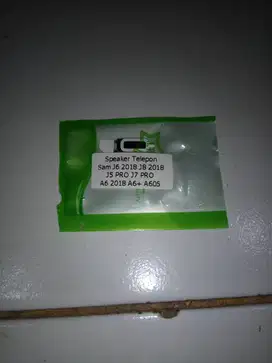 Speaker Telepon
Sam J6 2018 J8 2018
J5 PRO J7 PRO
A6 2018 A6+ A605